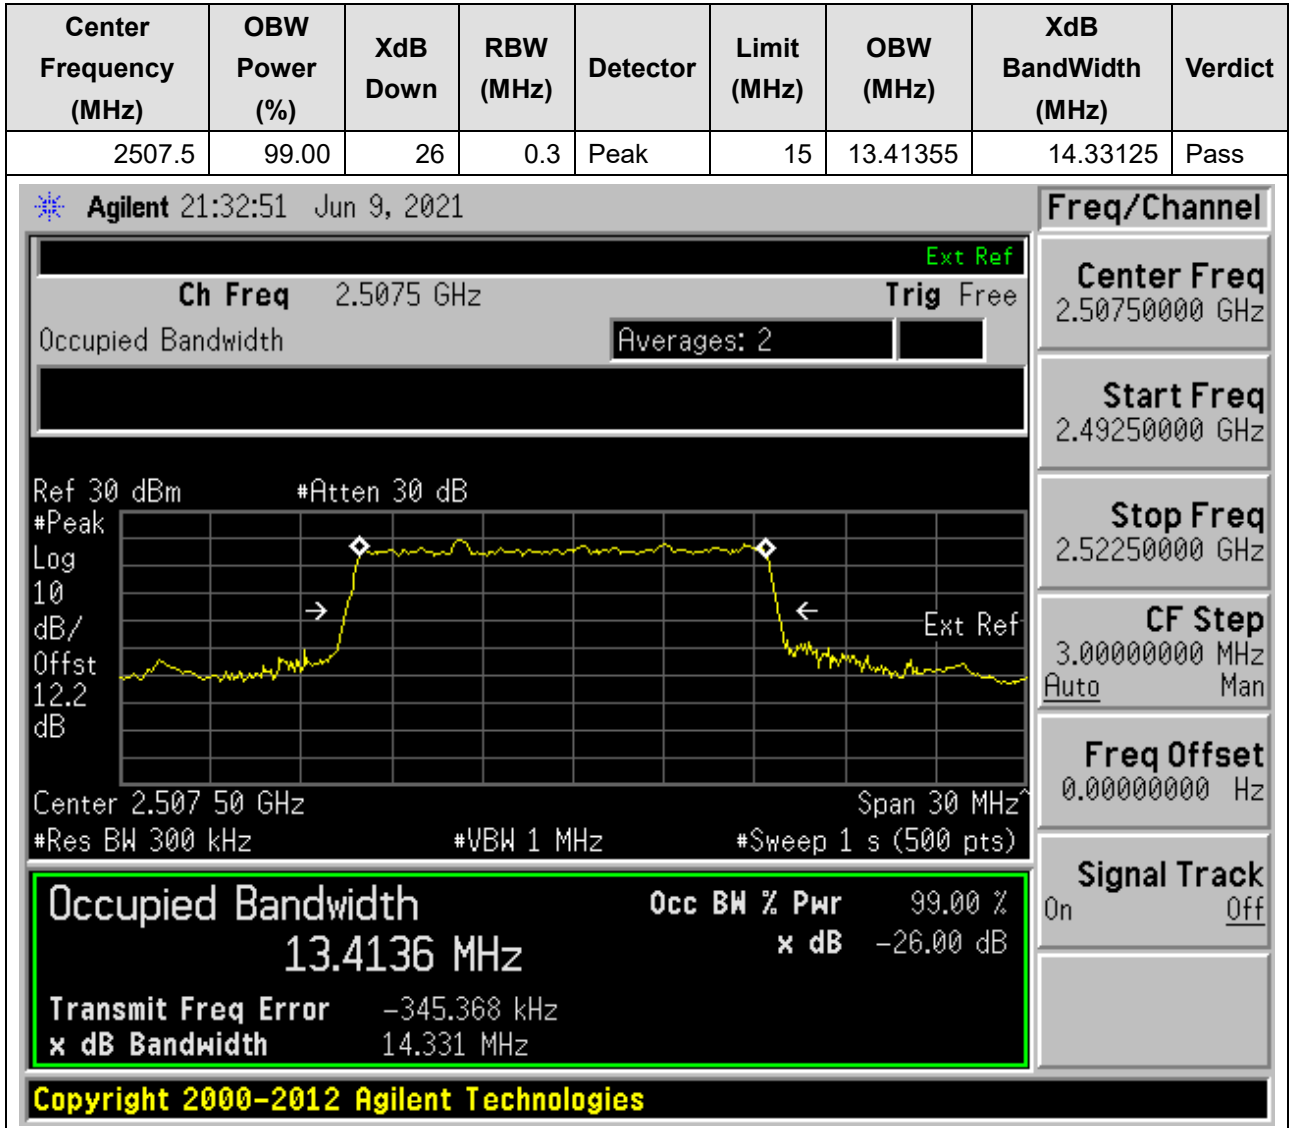 Center Frequency (MHz) OBW Power (%) XdB Down RBW (MHz) Detector Limit (MHz) OBW (MHz) XdB BandWidth (MHz) Verdict
2507.5 99.00 26 0.3 Peak 15 13.41355 14.33125 Pass
Agilent 21:32:51 Jun 9, 2021
Ext Ref
Ch Freq 2.5075 GHz Trig Free
Occupied Bandwidth Averages: 2
Ref 30 dBm #Atten 30 dB
#Peak
Log
10
dB/
Offst
12.2
dB
Ext Ref
Center 2.507 50 GHz Span 30 MHz^
#Res BW 300 kHz #VBW 1 MHz #Sweep 1 s (500 pts)
Occupied Bandwidth
13.4136 MHz
Occ BW % Pwr 99.00 %
x dB -26.00 dB
Transmit Freq Error -345.368 kHz
x dB Bandwidth 14.331 MHz
Freq/Channel
Center Freq
2.50750000 GHz
Start Freq
2.49250000 GHz
Stop Freq
2.52250000 GHz
CF Step
3.00000000 MHz
Auto Man
Freq Offset
0.00000000 Hz
Signal Track
On Off
Copyright 2000-2012 Agilent Technologies